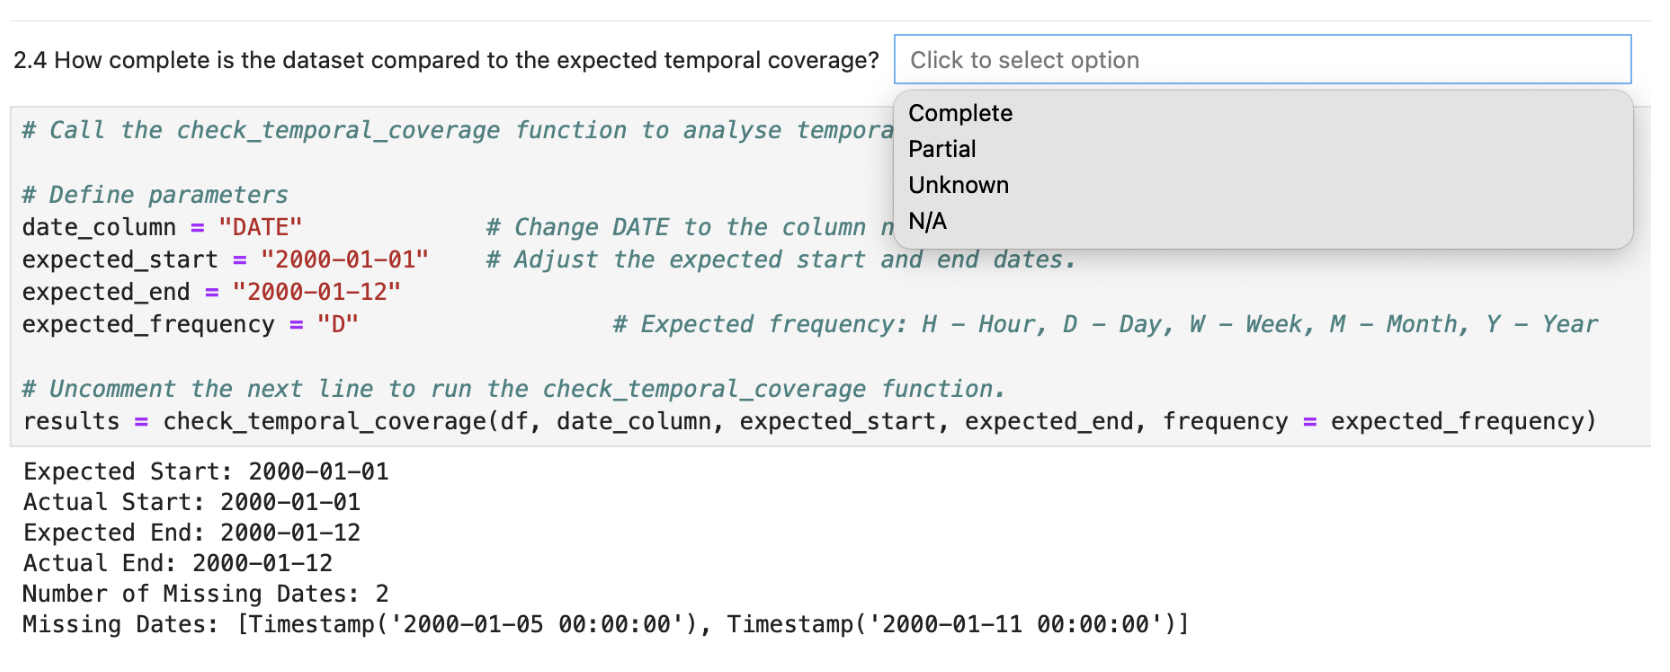 2.4 How complete is the dataset compared to the expected temporal coverage? Click to select option
Complete
Partial
Unknown
N/A
# Call the check_temporal_coverage function to analyse tempora
# Define parameters
date_column = "DATE" # Change DATE to the column n
expected_start = "2000-01-01" # Adjust the expected start and end dates.
expected_end = "2000-01-12"
expected_frequency = "D" # Expected frequency: H - Hour, D - Day, W - Week, M - Month, Y - Year
# Uncomment the next line to run the check_temporal_coverage function.
results = check_temporal_coverage(df, date_column, expected_start, expected_end, frequency = expected_frequency)
Expected Start: 2000-01-01
Actual Start: 2000-01-01
Expected End: 2000-01-12
Actual End: 2000-01-12
Number of Missing Dates: 2
Missing Dates: [Timestamp('2000-01-05 00:00:00'), Timestamp('2000-01-11 00:00:00')]